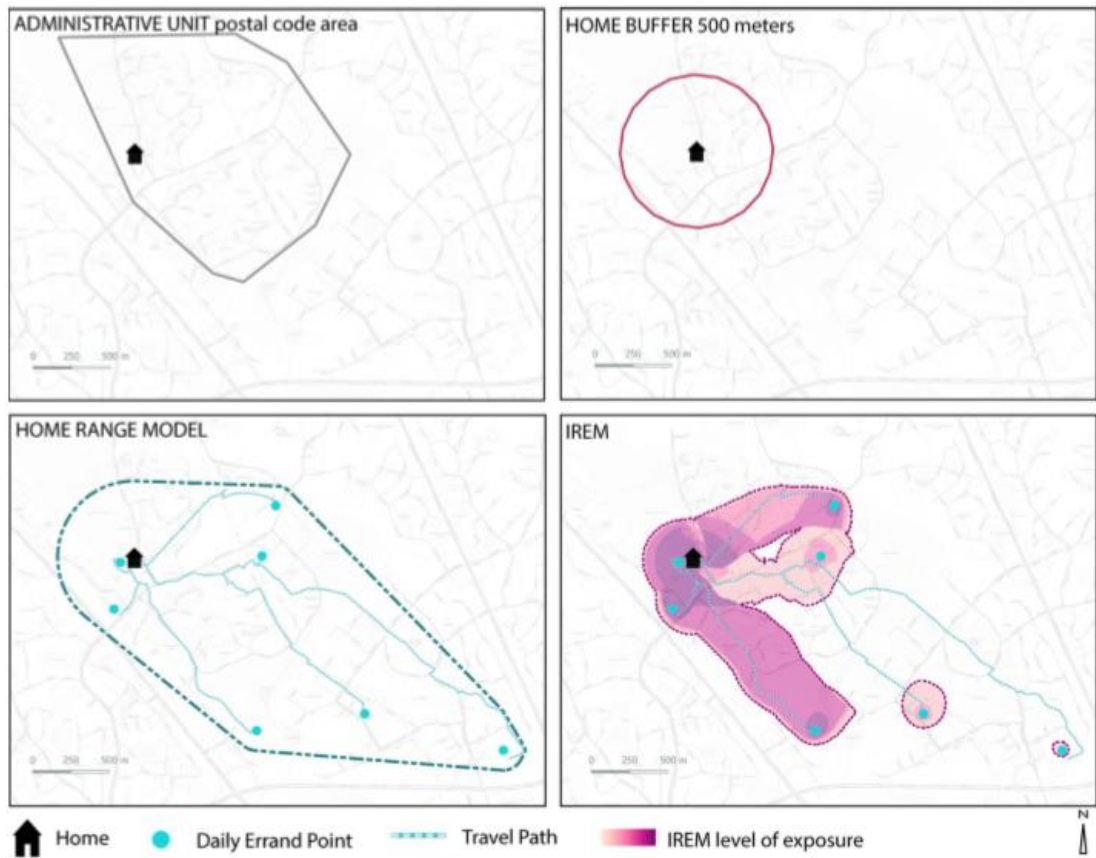 ADMINISTRATIVE UNIT postal code area
HOME BUFFER 500 meters
0 250 500 m
0 250 500 m
HOME RANGE MODEL
IREM
0 250 500 m
0 250 500 m
Home
Daily Errand Point
Travel Path
IREM level of exposure
N